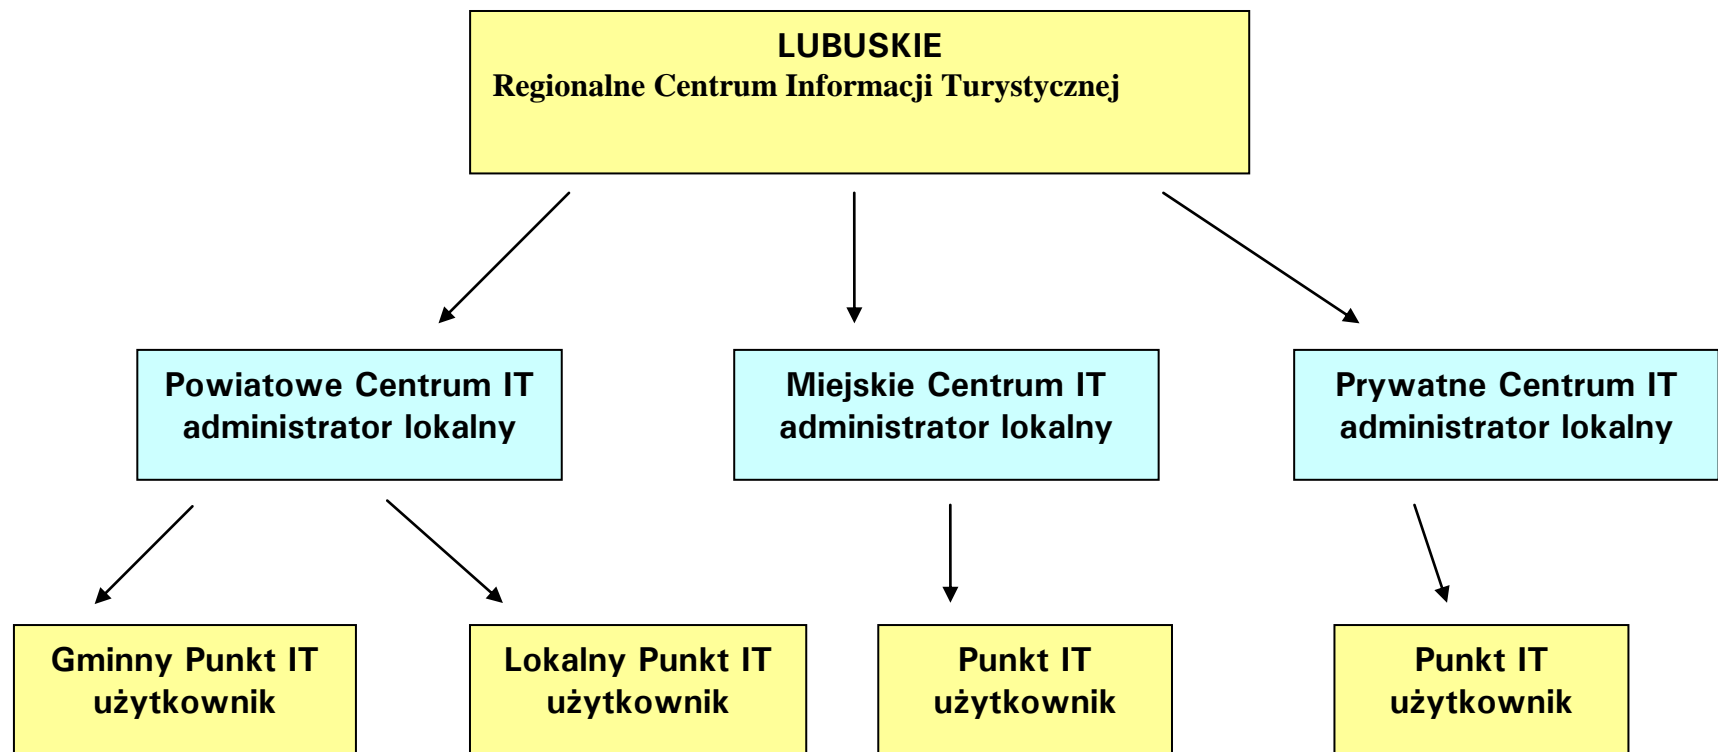 LUBUSKIE
Regionalne Centrum Informacji Turystycznej
Powiatowe Centrum IT
administrator lokalny
Miejskie Centrum IT
administrator lokalny
Prywatne Centrum IT
administrator lokalny
Gminny Punkt IT
użytkownik
Lokalny Punkt IT
użytkownik
Punkt IT
użytkownik
Punkt IT
użytkownik